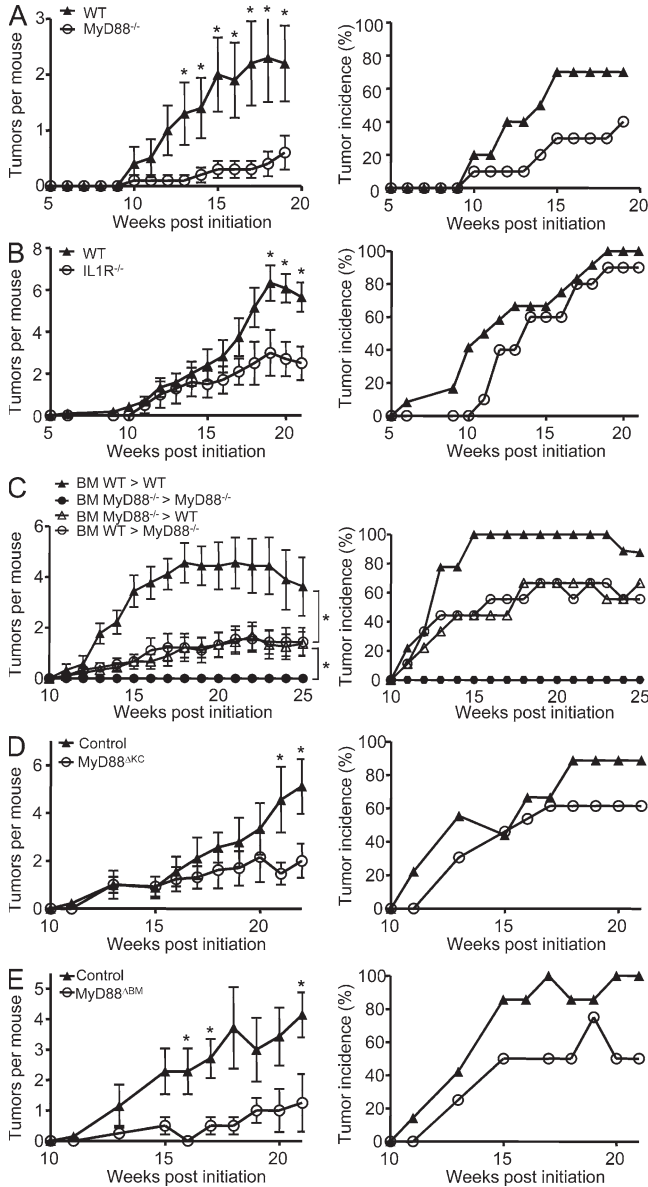 A
WT
MyD88-/-
Tumors per mouse
3
2
1
0
* * * * * * *
5 10 15 20
Weeks post initiation
Tumor incidence (%)
100
80
60
40
20
0
5 10 15 20
Weeks post initiation
B
WT
IL1R-/-
Tumors per mouse
8
6
4
2
0
* * *
5 10 15 20
Weeks post initiation
Tumor incidence (%)
100
80
60
40
20
0
5 10 15 20
Weeks post initiation
C
BM WT > WT
BM MyD88-/- > MyD88-/-
BM MyD88-/- > WT
BM WT > MyD88-/-
Tumors per mouse
6
4
2
0
*
*
10 15 20 25
Weeks post initiation
Tumor incidence (%)
100
80
60
40
20
0
10 15 20 25
Weeks post initiation
D
Control
MyD88ΔKC
Tumors per mouse
6
4
2
0
* *
10 15 20
Weeks post initiation
Tumor incidence (%)
100
80
60
40
20
0
10 15 20
Weeks post initiation
E
Control
MyD88ΔBM
Tumors per mouse
5
4
3
2
1
0
* * *
10 15 20
Weeks post initiation
Tumor incidence (%)
100
80
60
40
20
0
10 15 20
Weeks post initiation